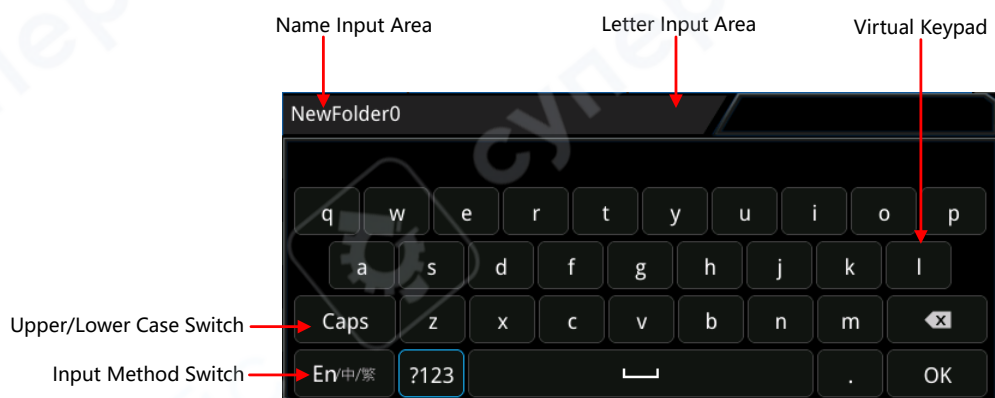 Name Input Area Letter Input Area Virtual Keypad
NewFolder0
q w e r t y u i o p
a s d f g h j k l
Upper/Lower Case Switch Caps z x c v b n m
Input Method Switch En/中/繁 ?123 . OK
супер